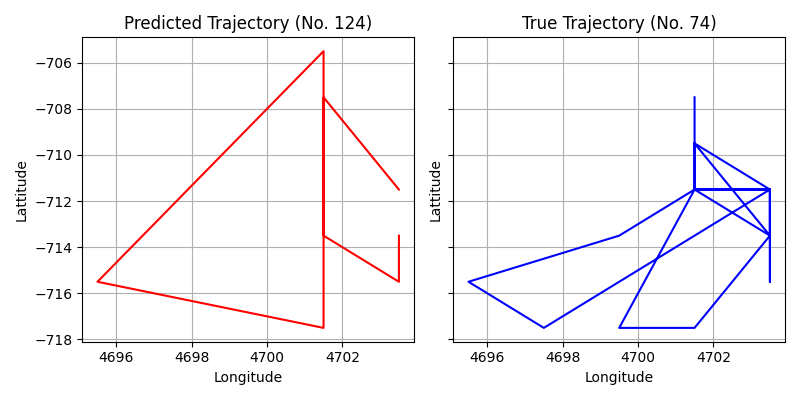 Predicted Trajectory (No. 124)
True Trajectory (No. 74)
−706
−708
−710
−712
−714
−716
−718
Lattitude
Lattitude
4696
4698
4700
4702
4696
4698
4700
4702
Longitude
Longitude